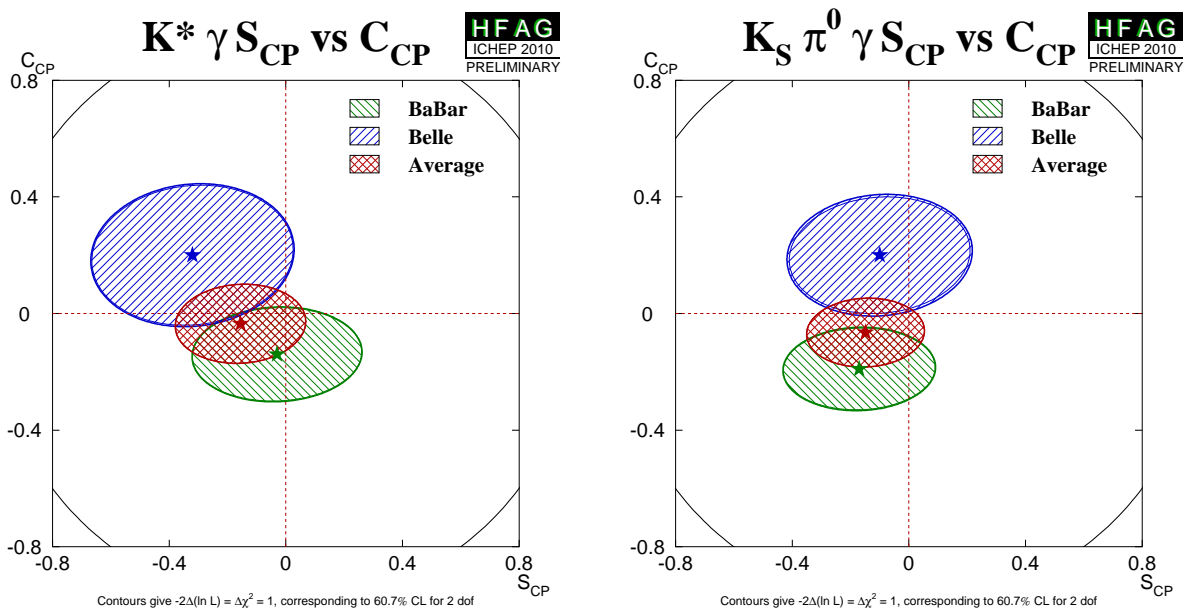 K* γ S_CP vs C_CP
HFAG
ICHEP 2010
PRELIMINARY
C_CP
0.8
0.4
0
-0.4
-0.8
BaBar
Belle
Average
-0.8 -0.4 0 0.4 0.8
S_CP
Contours give -2Δ(ln L) = Δχ² = 1, corresponding to 60.7% CL for 2 dof
K_S π⁰ γ S_CP vs C_CP
HFAG
ICHEP 2010
PRELIMINARY
C_CP
0.8
0.4
0
-0.4
-0.8
BaBar
Belle
Average
-0.8 -0.4 0 0.4 0.8
S_CP
Contours give -2Δ(ln L) = Δχ² = 1, corresponding to 60.7% CL for 2 dof